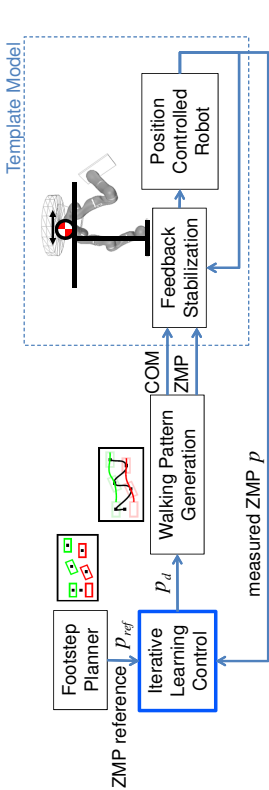 Template Model
Footstep
Planner
ZMP reference p_ref
Iterative
Learning
Control
p_d
Walking Pattern
Generation
COM
ZMP
Feedback
Stabilization
Position
Controlled
Robot
measured ZMP p